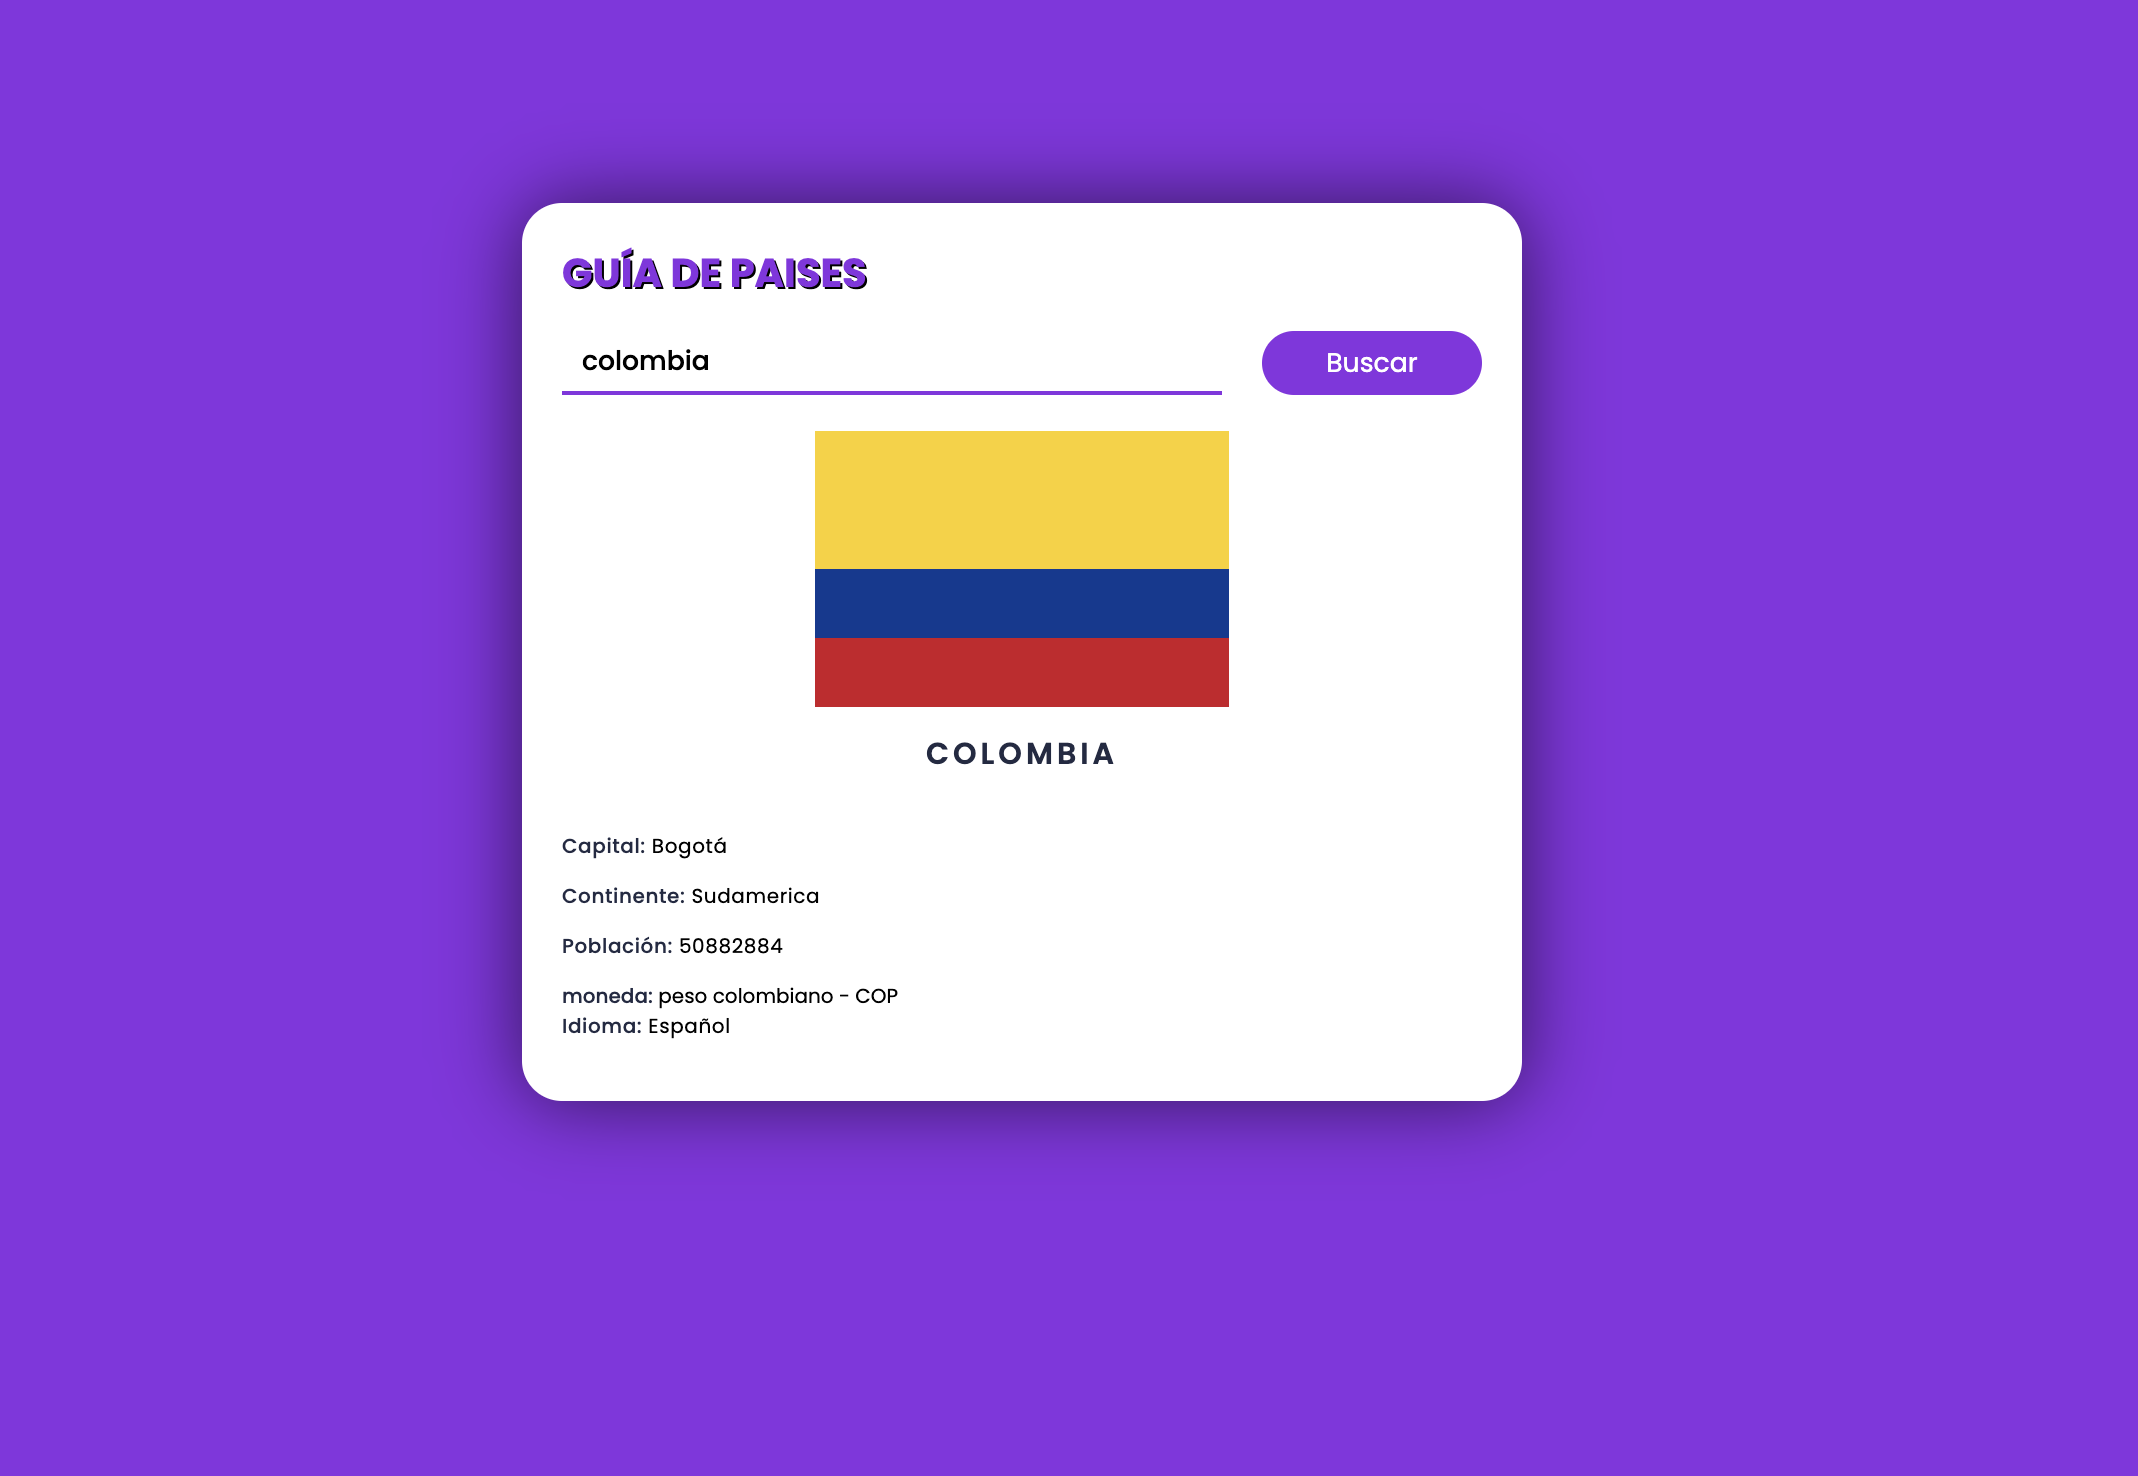 GUÍA DE PAISES
colombia
Buscar
COLOMBIA
Capital: Bogotá
Continente: Sudamerica
Población: 50882884
moneda: peso colombiano - COP
Idioma: Español